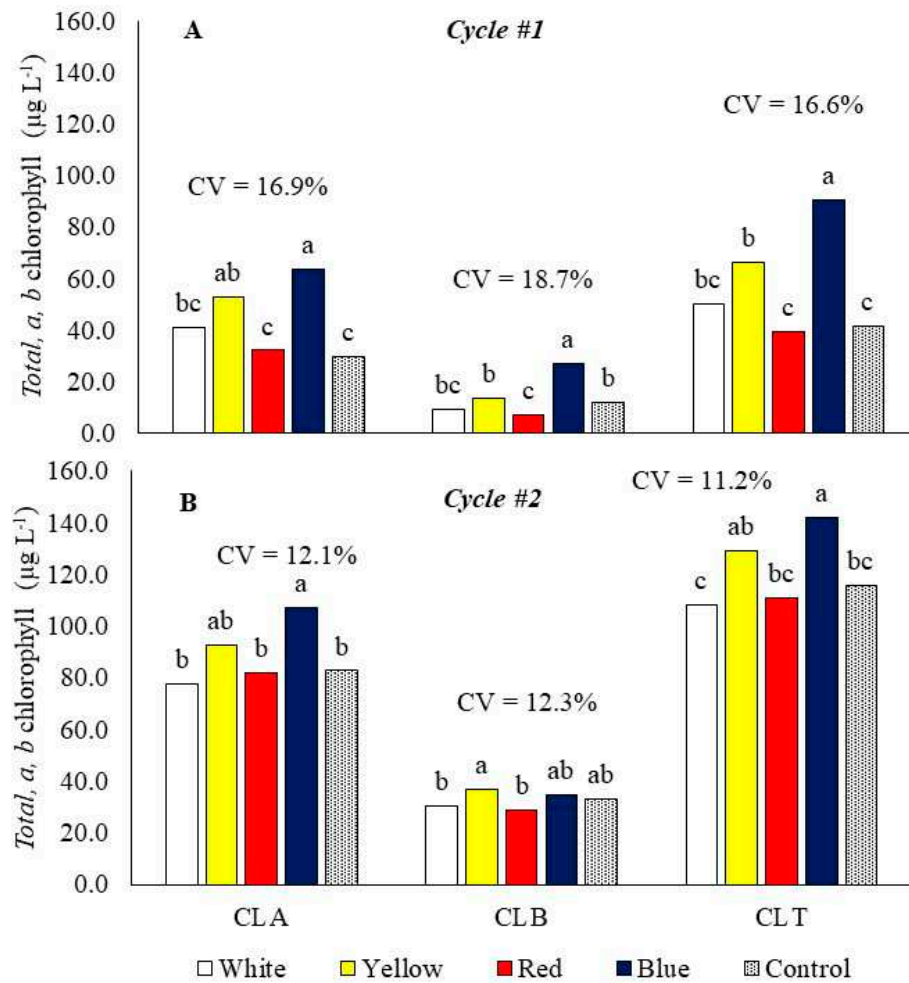 A
Cycle #1
Total, a, b chlorophyll (µg L⁻¹)
160.0
140.0
120.0
100.0
80.0
60.0
40.0
20.0
0.0
CV = 16.9%
bc ab c a c
CV = 18.7%
bc b c a b
CV = 16.6%
bc b c a c
B
Cycle #2
Total, a, b chlorophyll (µg L⁻¹)
160.0
140.0
120.0
100.0
80.0
60.0
40.0
20.0
0.0
CV = 12.1%
b ab b a b
CV = 12.3%
b a b ab ab
CV = 11.2%
c ab bc a bc
CLA CLB CLT
White Yellow Red Blue Control